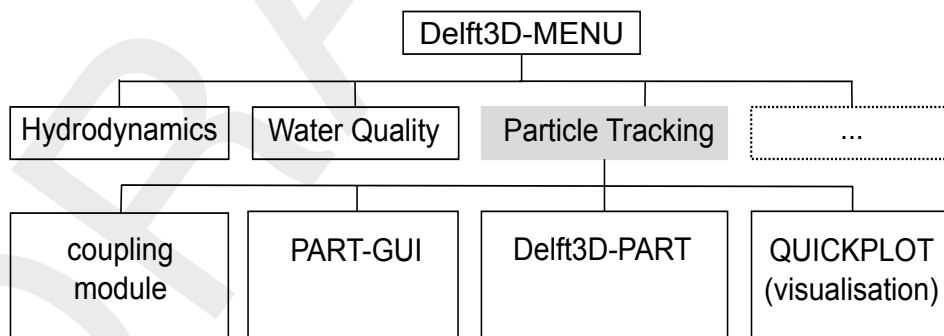 Delft3D-MENU
Hydrodynamics
Water Quality
Particle Tracking
...
coupling
module
PART-GUI
Delft3D-PART
QUICKPLOT
(visualisation)